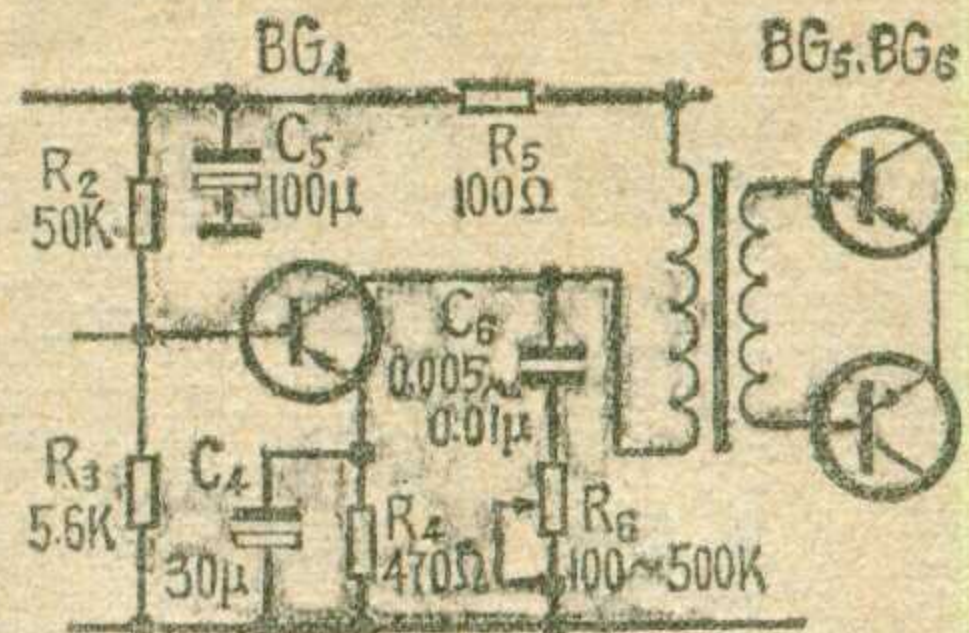 BG₄
BG₅.BG₆
R₂
50K
C₅
100μ
R₅
100Ω
C₆
0.005μ
0.01μ
R₃
5.6K
C₄
30μ
R₄
470Ω
R₆
100~500K